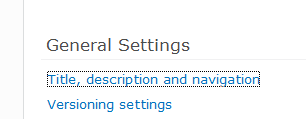 General Settings
Title, description and navigation
Versioning settings